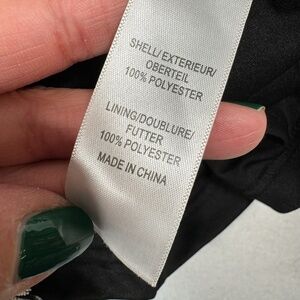 SHELL/EXTERIEUR/
OBERTEIL
100% POLYESTER
LINING/DOUBLURE/
FUTTER
100% POLYESTER
MADE IN CHINA